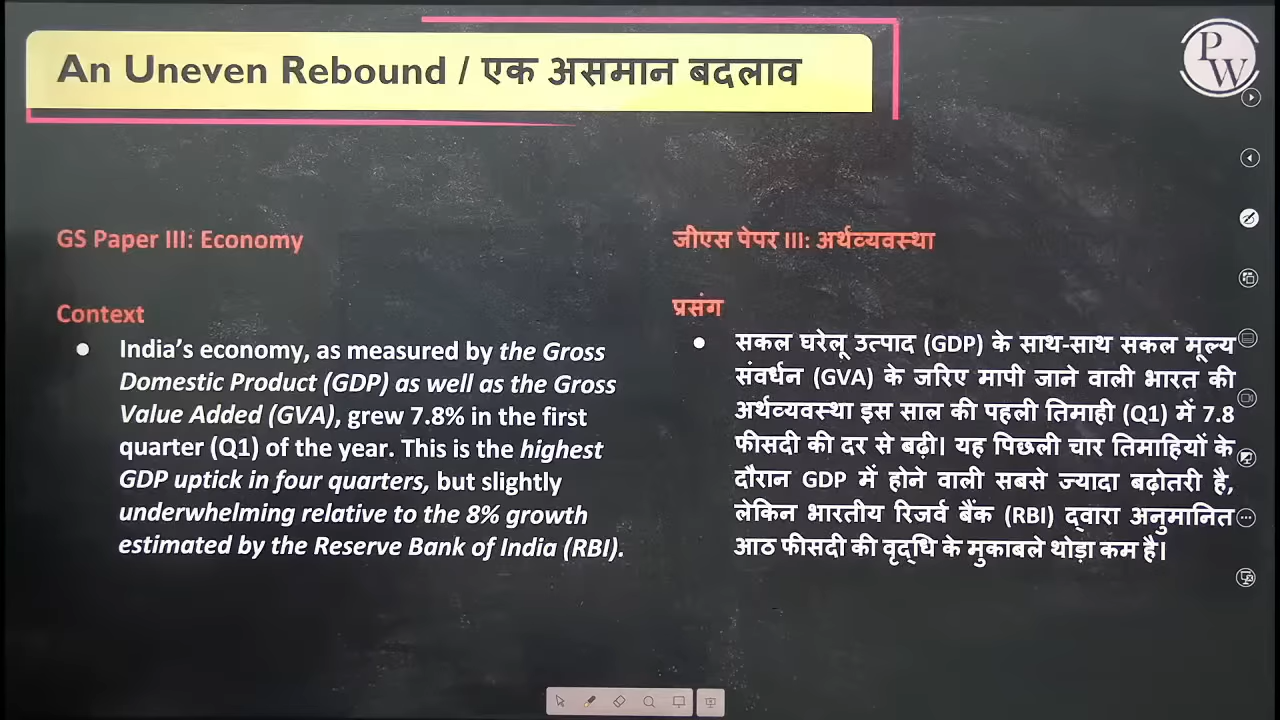 An Uneven Rebound / एक असमान बदलाव
PW
GS Paper III: Economy
Context
● India's economy, as measured by the Gross
Domestic Product (GDP) as well as the Gross
Value Added (GVA), grew 7.8% in the first
quarter (Q1) of the year. This is the highest
GDP uptick in four quarters, but slightly
underwhelming relative to the 8% growth
estimated by the Reserve Bank of India (RBI).
जीएस पेपर III: अर्थव्यवस्था
प्रसंग
● सकल घरेलू उत्पाद (GDP) के साथ-साथ सकल मूल्य
संवर्धन (GVA) के जरिए मापी जाने वाली भारत की
अर्थव्यवस्था इस साल की पहली तिमाही (Q1) में 7.8
फीसदी की दर से बढ़ी। यह पिछली चार तिमाहियों के
दौरान GDP में होने वाली सबसे ज्यादा बढ़ोतरी है,
लेकिन भारतीय रिजर्व बैंक (RBI) द्वारा अनुमानित
आठ फीसदी की वृद्धि के मुकाबले थोड़ा कम है।